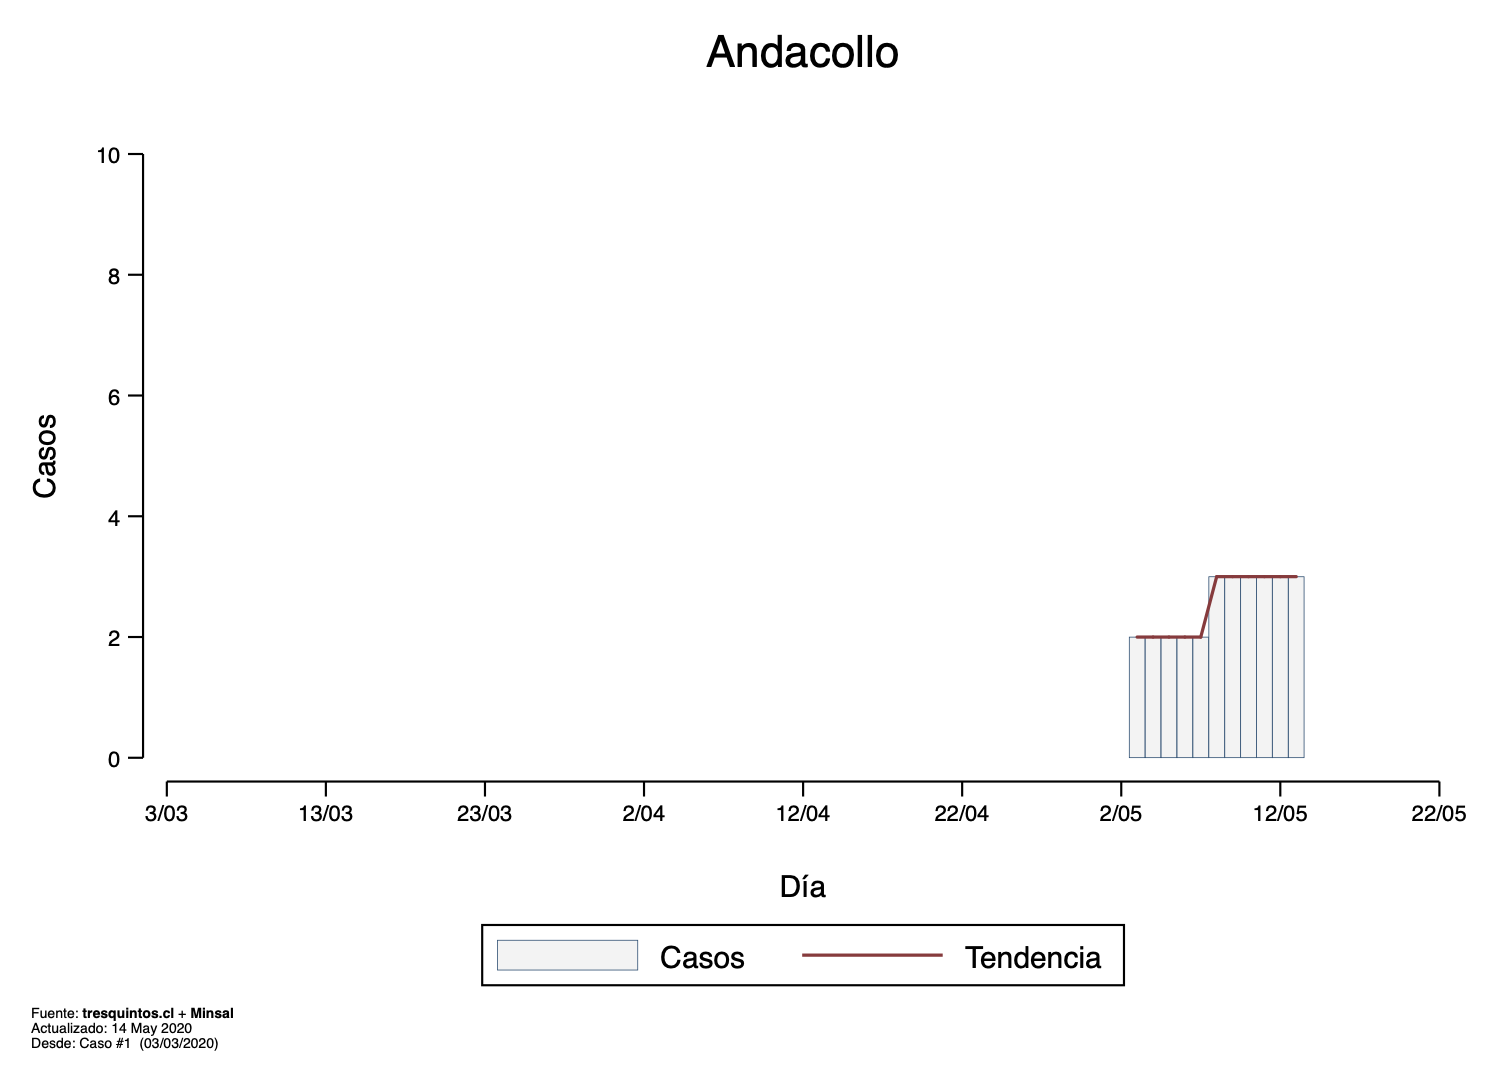 Andacollo
10
8
6
4
2
0
Casos
3/03 13/03 23/03 2/04 12/04 22/04 2/05 12/05 22/05
Día
Casos Tendencia
Fuente: tresquintos.cl + Minsal
Actualizado: 14 May 2020
Desde: Caso #1 (03/03/2020)